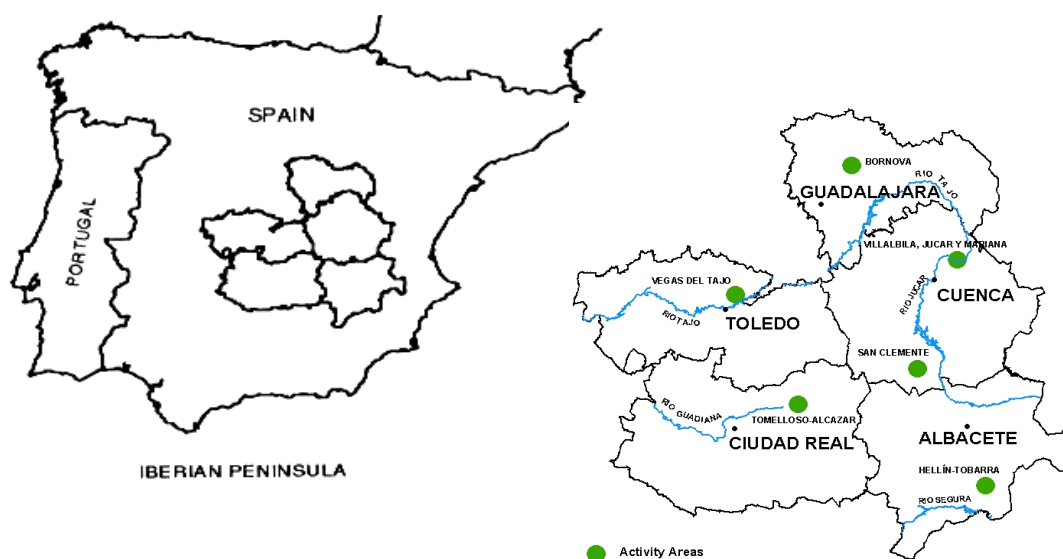 SPAIN
PORTUGAL
IBERIAN PENINSULA
BORNOVA
RIO TAJO
GUADALAJARA
VILLALBILA, JUCAR Y MARIANA
VEGAS DEL TAJO
RIO JUCAR
CUENCA
RIO TAJO
TOLEDO
SAN CLEMENTE
RIO GUADIANA
TOMELLOSO-ALCAZAR
CIUDAD REAL
ALBACETE
HELLÍN-TOBARRA
RIO SEGURA
Activity Areas